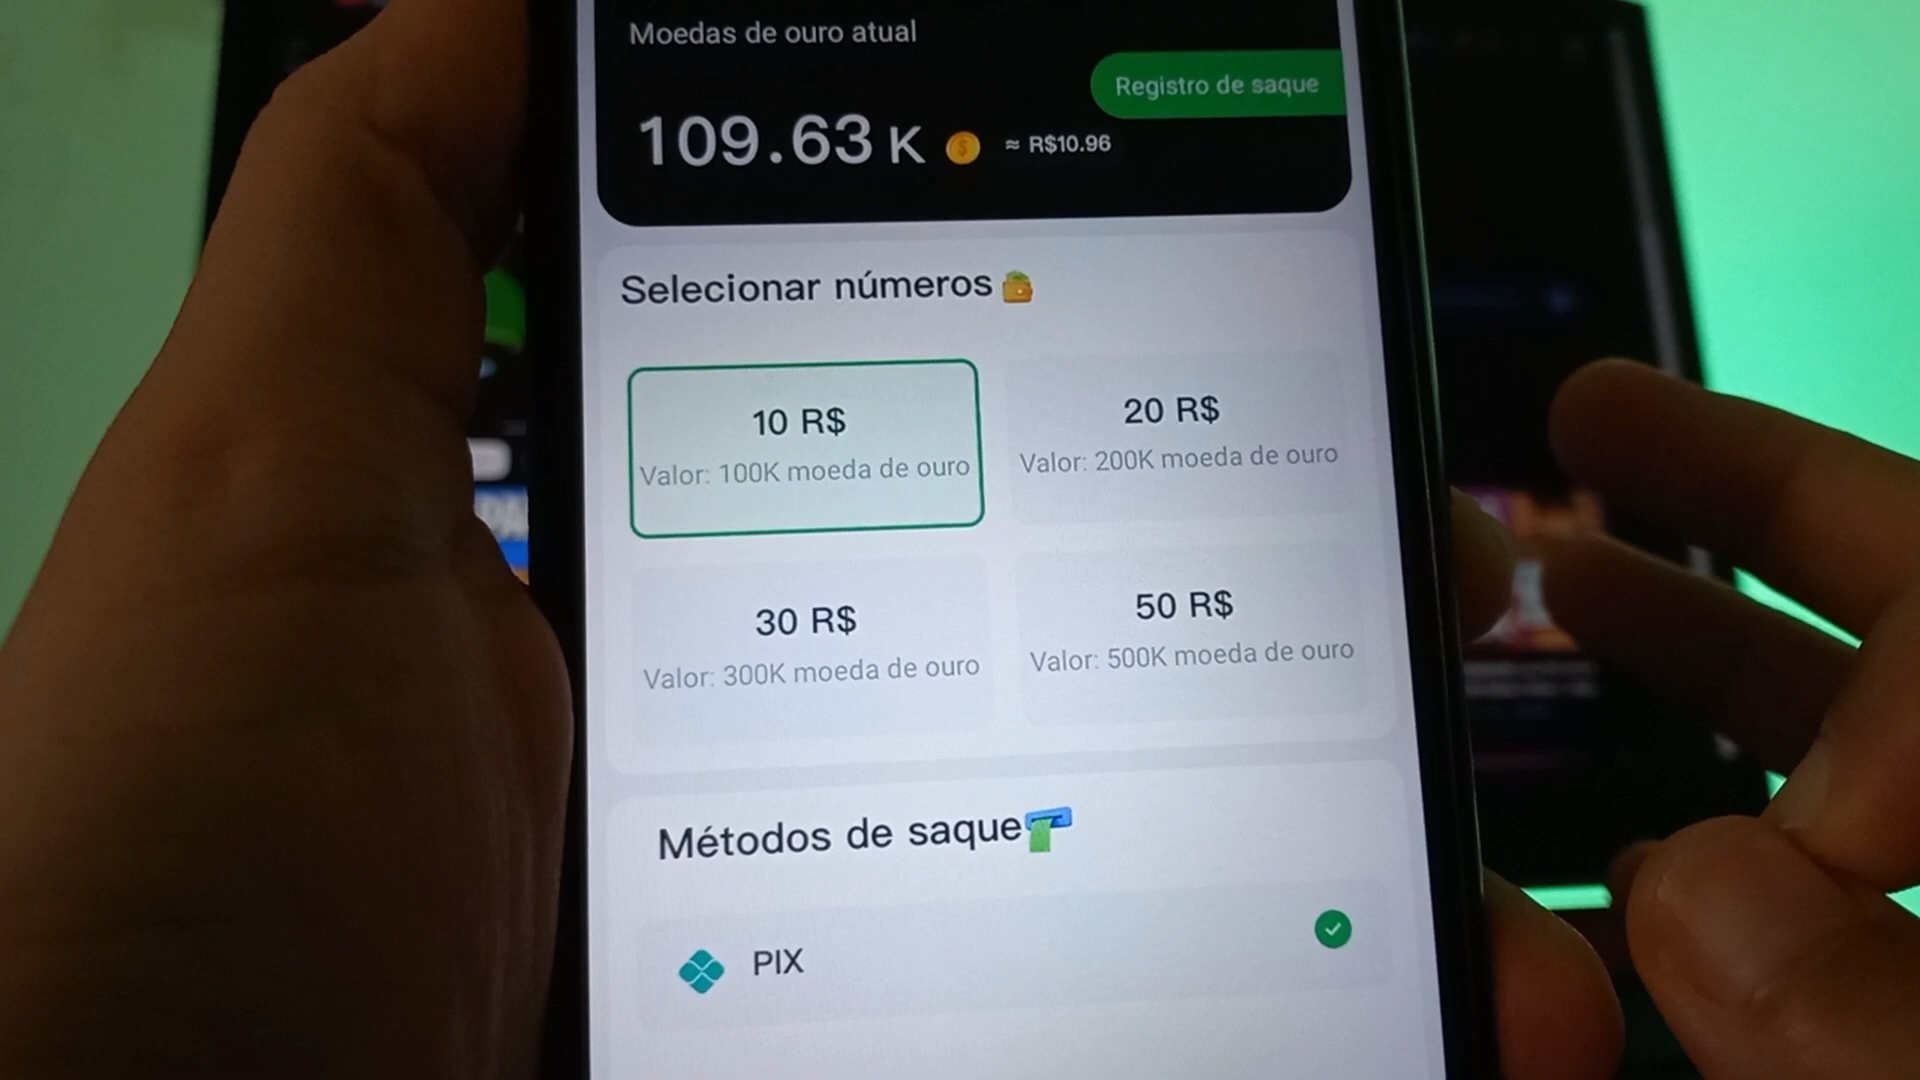 Moedas de ouro atual
Registro de saque
109.63 K ≈ R$10.96
Selecionar números
10 R$
Valor: 100K moeda de ouro
20 R$
Valor: 200K moeda de ouro
30 R$
Valor: 300K moeda de ouro
50 R$
Valor: 500K moeda de ouro
Métodos de saque
PIX